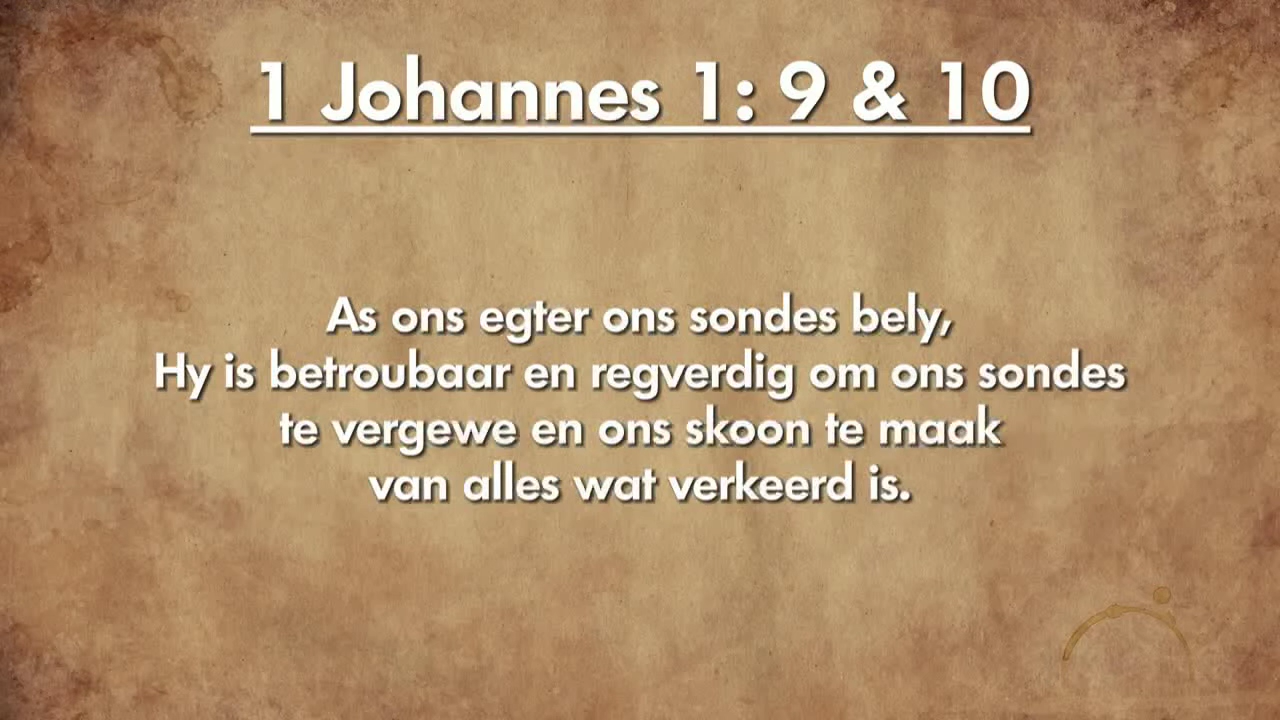 1 Johannes 1: 9 & 10
As ons egter ons sondes bely,
Hy is betroubaar en regverdig om ons sondes
te vergewe en ons skoon te maak
van alles wat verkeerd is.